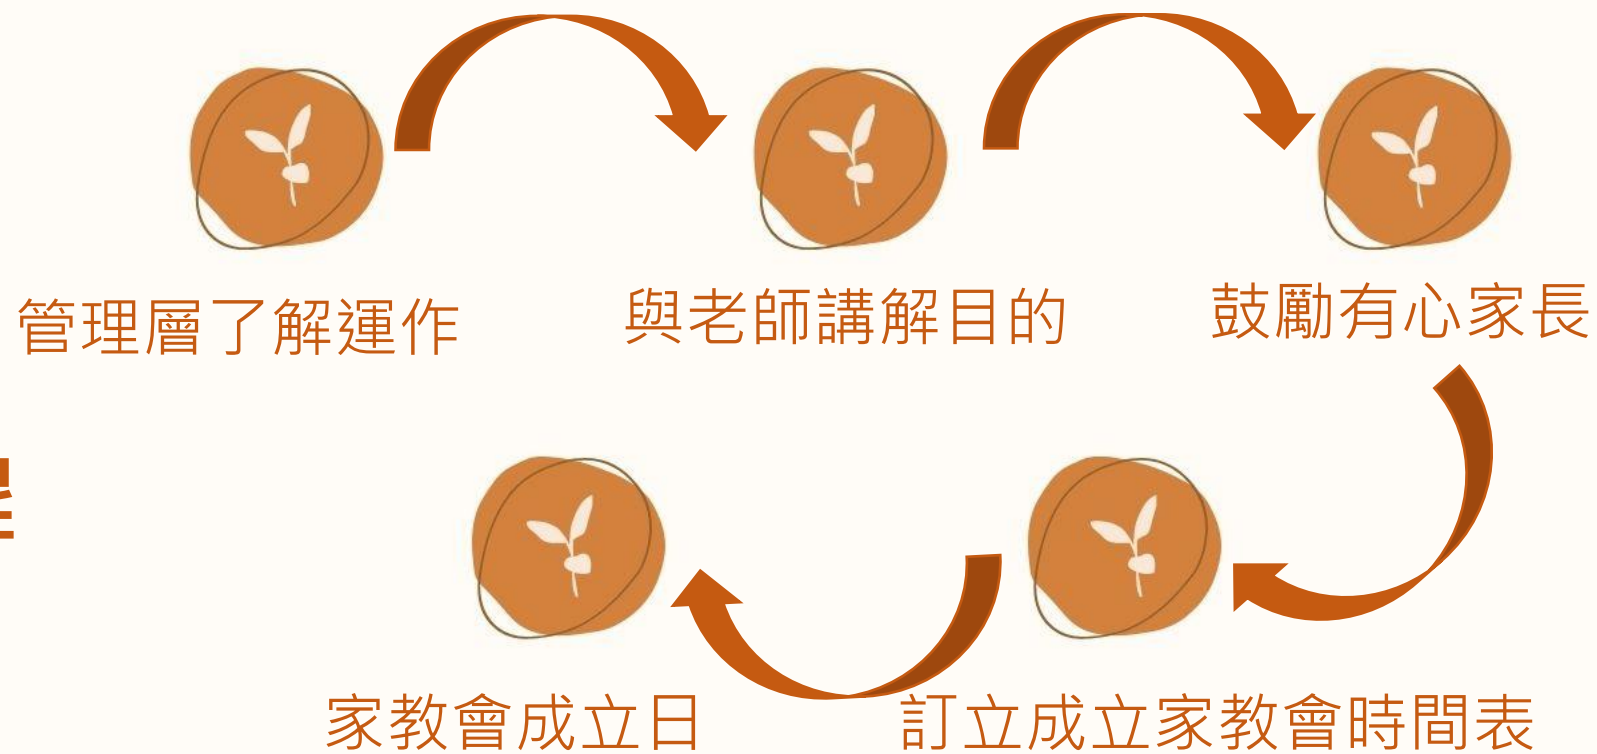 管理層了解運作
與老師講解目的
鼓勵有心家長
訂立成立家教會時間表
家教會成立日